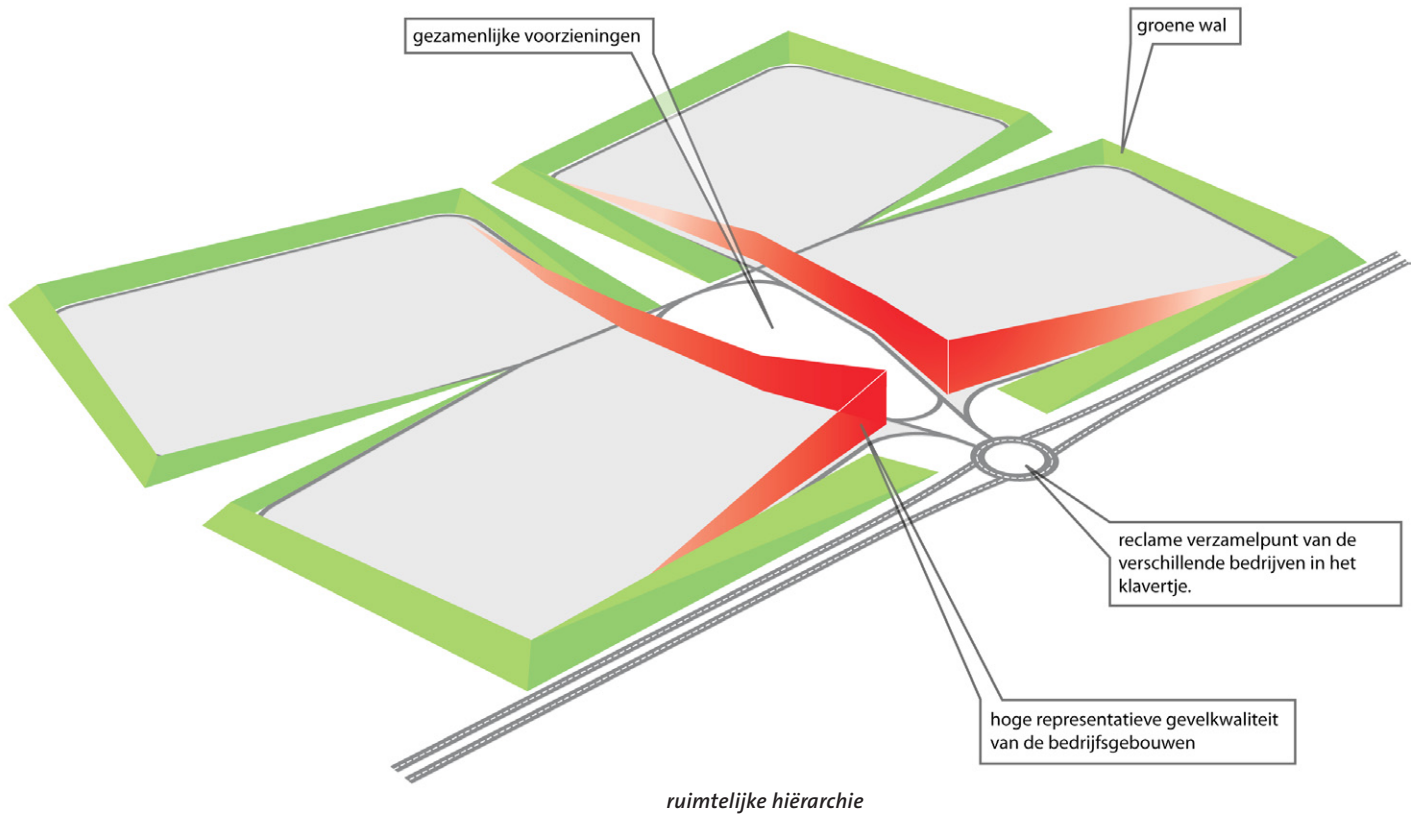 gezamenlijke voorzieningen
groene wal
reclame verzamelpunt van de
verschillende bedrijven in het
klavertje.
hoge representatieve gevelkwaliteit
van de bedrijfsgebouwen
ruimtelijke hiërarchie